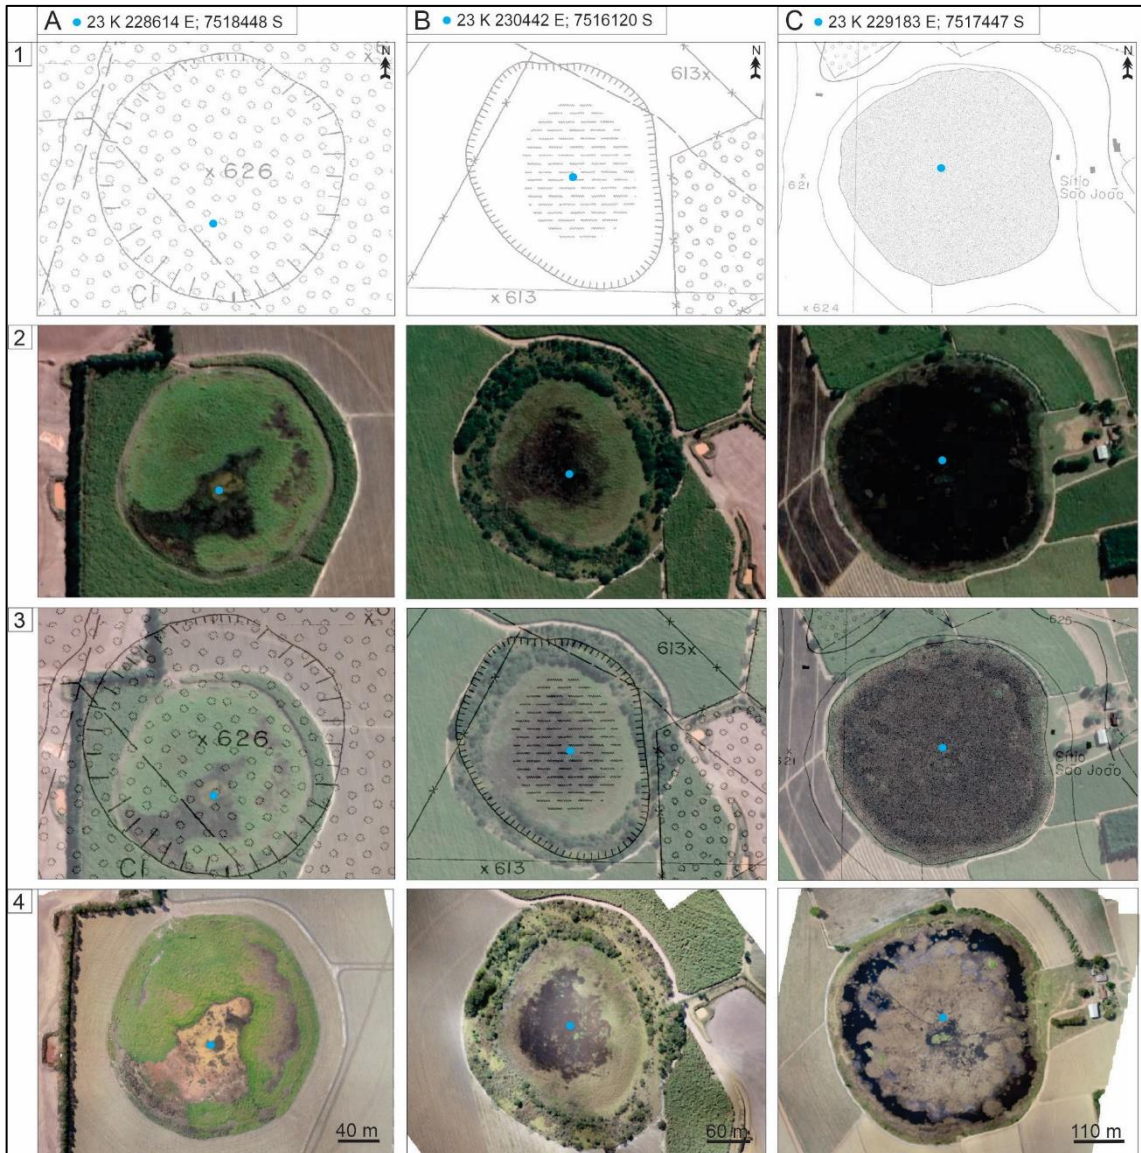 A 23 K 228614 E; 7518448 S
B 23 K 230442 E; 7516120 S
C 23 K 229183 E; 7517447 S
1
N
x 626
Cl
N
613x
x 613
N
625
x
621
Sítio
São João
x 624
2
3
x 626
Cl
613x
x 613
625
x
621
Sítio
São João
4
40 m
60 m
110 m